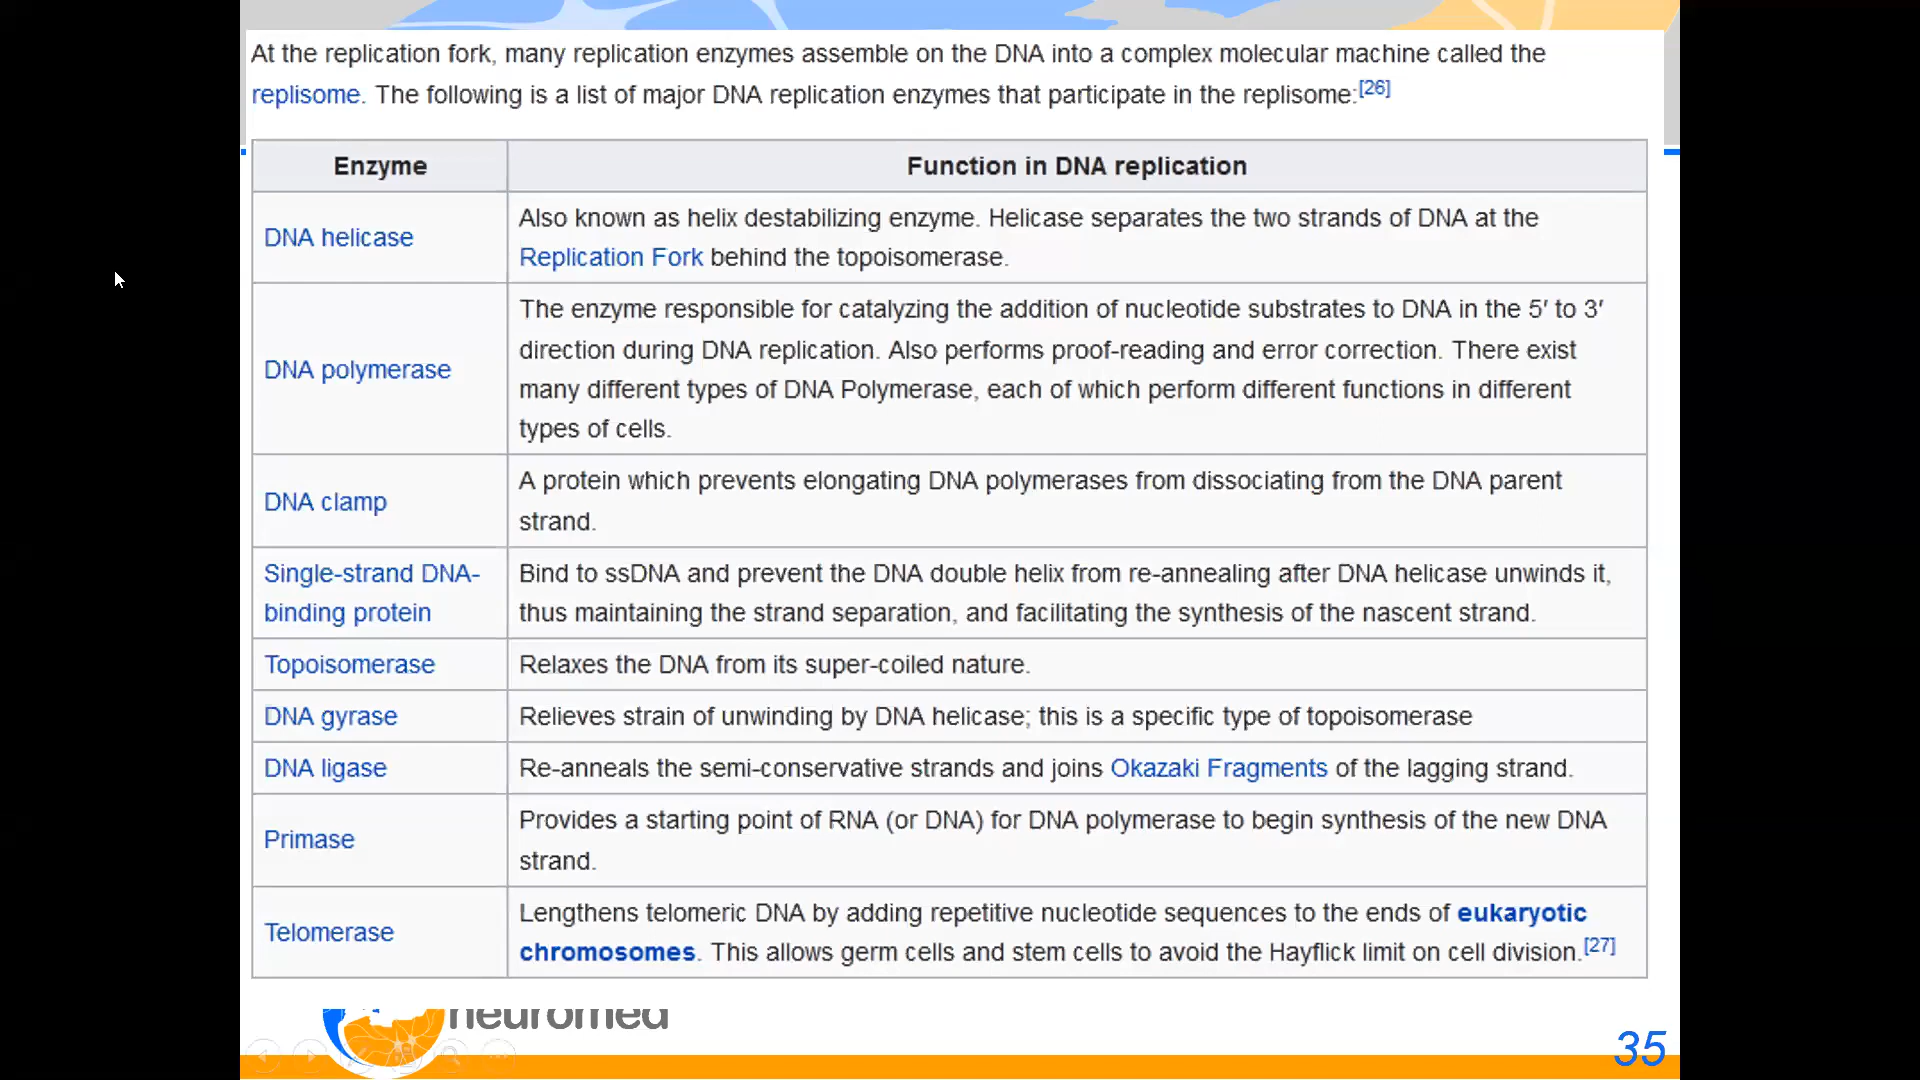 At the replication fork, many replication enzymes assemble on the DNA into a complex molecular machine called the
replisome. The following is a list of major DNA replication enzymes that participate in the replisome:[26]
Enzyme
Function in DNA replication
DNA helicase
Also known as helix destabilizing enzyme. Helicase separates the two strands of DNA at the
Replication Fork behind the topoisomerase.
DNA polymerase
The enzyme responsible for catalyzing the addition of nucleotide substrates to DNA in the 5′ to 3′
direction during DNA replication. Also performs proof-reading and error correction. There exist
many different types of DNA Polymerase, each of which perform different functions in different
types of cells.
DNA clamp
A protein which prevents elongating DNA polymerases from dissociating from the DNA parent
strand.
Single-strand DNA-
binding protein
Bind to ssDNA and prevent the DNA double helix from re-annealing after DNA helicase unwinds it,
thus maintaining the strand separation, and facilitating the synthesis of the nascent strand.
Topoisomerase
Relaxes the DNA from its super-coiled nature.
DNA gyrase
Relieves strain of unwinding by DNA helicase; this is a specific type of topoisomerase
DNA ligase
Re-anneals the semi-conservative strands and joins Okazaki Fragments of the lagging strand.
Primase
Provides a starting point of RNA (or DNA) for DNA polymerase to begin synthesis of the new DNA
strand.
Telomerase
Lengthens telomeric DNA by adding repetitive nucleotide sequences to the ends of eukaryotic
chromosomes. This allows germ cells and stem cells to avoid the Hayflick limit on cell division.[27]
neuromed
35